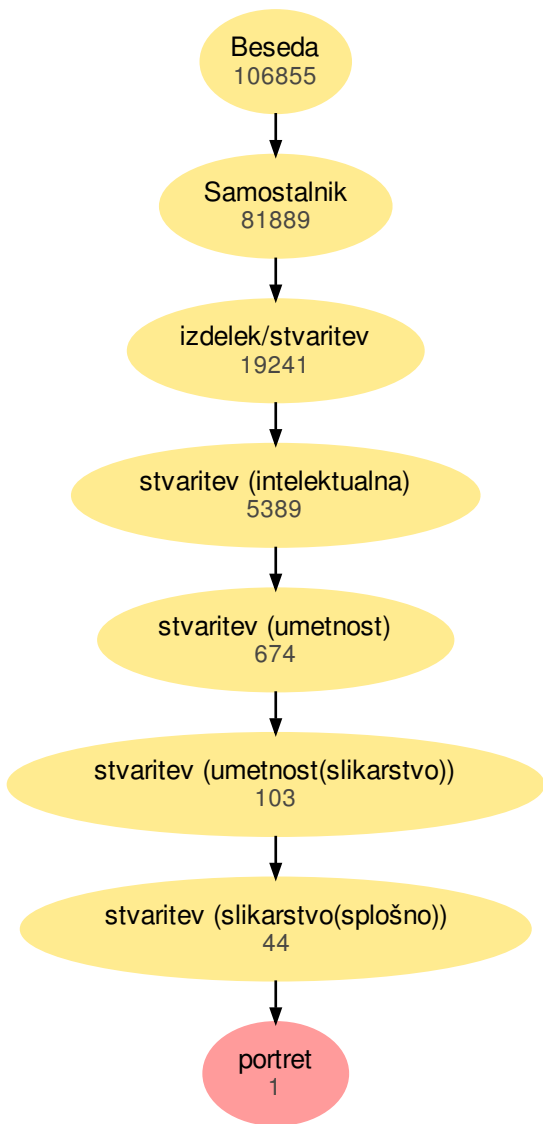 Beseda
106855
Samostalnik
81889
izdelek/stvaritev
19241
stvaritev (intelektualna)
5389
stvaritev (umetnost)
674
stvaritev (umetnost(slikarstvo))
103
stvaritev (slikarstvo(splošno))
44
portret
1